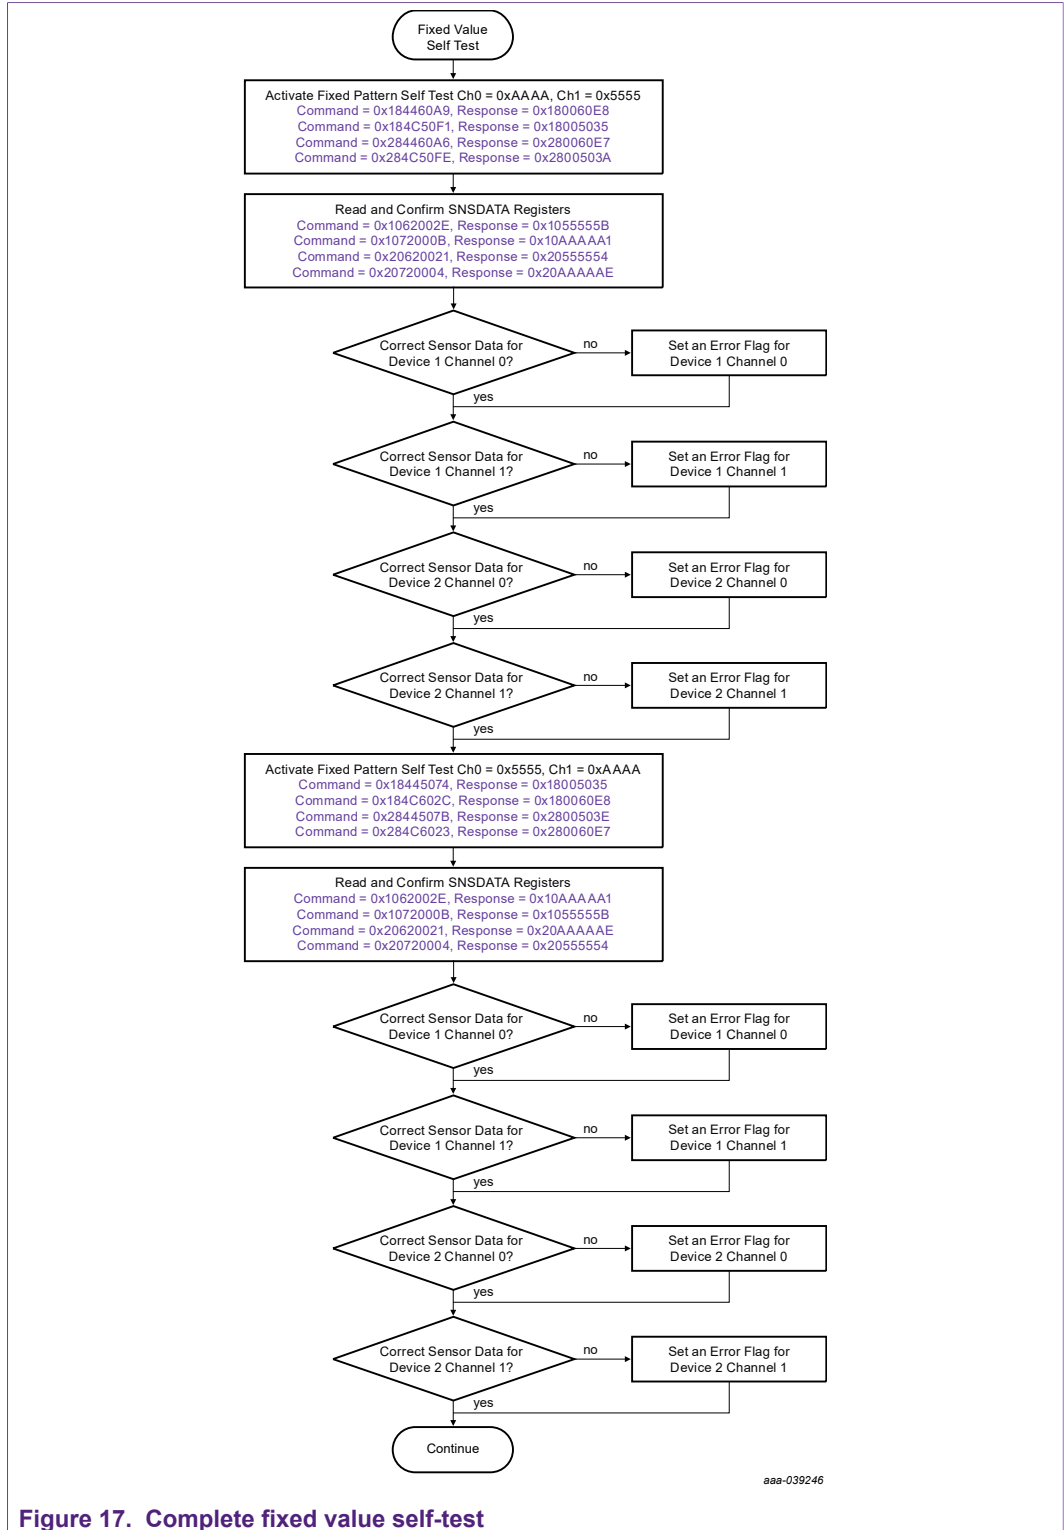 Fixed Value
Self Test
Activate Fixed Pattern Self Test Ch0 = 0xAAAA, Ch1 = 0x5555
Command = 0x184460A9, Response = 0x180060E8
Command = 0x184C50F1, Response = 0x18005035
Command = 0x284460A6, Response = 0x280060E7
Command = 0x284C50FE, Response = 0x2800503A
Read and Confirm SNSDATA Registers
Command = 0x1062002E, Response = 0x1055555B
Command = 0x1072000B, Response = 0x10AAAAA1
Command = 0x20620021, Response = 0x20555554
Command = 0x20720004, Response = 0x20AAAAAE
Correct Sensor Data for
Device 1 Channel 0?
no
Set an Error Flag for
Device 1 Channel 0
yes
Correct Sensor Data for
Device 1 Channel 1?
no
Set an Error Flag for
Device 1 Channel 1
yes
Correct Sensor Data for
Device 2 Channel 0?
no
Set an Error Flag for
Device 2 Channel 0
yes
Correct Sensor Data for
Device 2 Channel 1?
no
Set an Error Flag for
Device 2 Channel 1
yes
Activate Fixed Pattern Self Test Ch0 = 0x5555, Ch1 = 0xAAAA
Command = 0x18445074, Response = 0x18005035
Command = 0x184C602C, Response = 0x180060E8
Command = 0x2844507B, Response = 0x2800503E
Command = 0x284C6023, Response = 0x280060E7
Read and Confirm SNSDATA Registers
Command = 0x1062002E, Response = 0x10AAAAA1
Command = 0x1072000B, Response = 0x1055555B
Command = 0x20620021, Response = 0x20AAAAAE
Command = 0x20720004, Response = 0x20555554
Correct Sensor Data for
Device 1 Channel 0?
no
Set an Error Flag for
Device 1 Channel 0
yes
Correct Sensor Data for
Device 1 Channel 1?
no
Set an Error Flag for
Device 1 Channel 1
yes
Correct Sensor Data for
Device 2 Channel 0?
no
Set an Error Flag for
Device 2 Channel 0
yes
Correct Sensor Data for
Device 2 Channel 1?
no
Set an Error Flag for
Device 2 Channel 1
yes
Continue
aaa-039246
Figure 17. Complete fixed value self-test